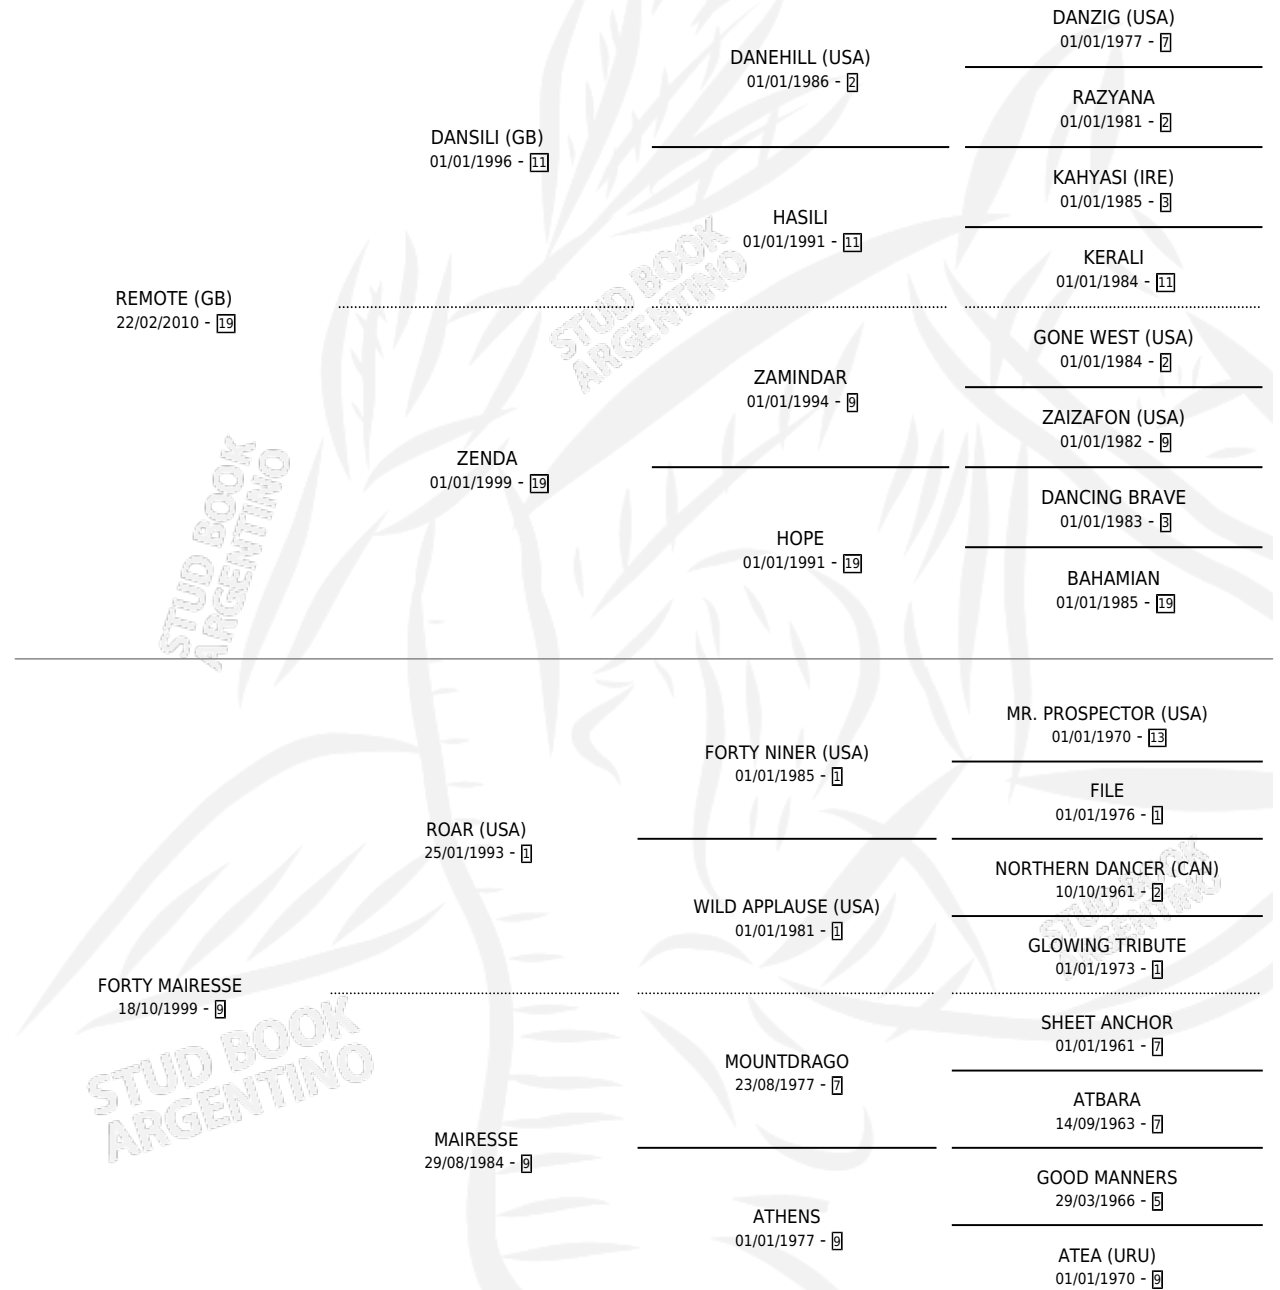 DANZIG (USA)
01/01/1977 - 7
DANEHILL (USA)
01/01/1986 - 2
RAZYANA
01/01/1981 - 2
DANSILI (GB)
01/01/1996 - 11
KAHYASI (IRE)
01/01/1985 - 3
HASILI
01/01/1991 - 11
KERALI
01/01/1984 - 11
REMOTE (GB)
22/02/2010 - 19
STUD BOOK
ARGENTINO
GONE WEST (USA)
01/01/1984 - 2
ZAMINDAR
01/01/1994 - 9
ZAIZAFON (USA)
01/01/1982 - 9
ZENDA
01/01/1999 - 19
DANCING BRAVE
01/01/1983 - 3
HOPE
01/01/1991 - 19
BAHAMIAN
01/01/1985 - 19
STUD BOOK
ARGENTINO
MR. PROSPECTOR (USA)
01/01/1970 - 13
FORTY NINER (USA)
01/01/1985 - 1
FILE
01/01/1976 - 1
ROAR (USA)
25/01/1993 - 1
NORTHERN DANCER (CAN)
10/10/1961 - 2
WILD APPLAUSE (USA)
01/01/1981 - 1
STUD BOOK
ARGENTINO
GLOWING TRIBUTE
01/01/1973 - 1
FORTY MAIRESSE
18/10/1999 - 9
STUD BOOK
ARGENTINO
SHEET ANCHOR
01/01/1961 - 7
MOUNTDRAGO
23/08/1977 - 7
ATBARA
14/09/1963 - 7
MAIRESSE
29/08/1984 - 9
GOOD MANNERS
29/03/1966 - 5
ATHENS
01/01/1977 - 9
ATEA (URU)
01/01/1970 - 9